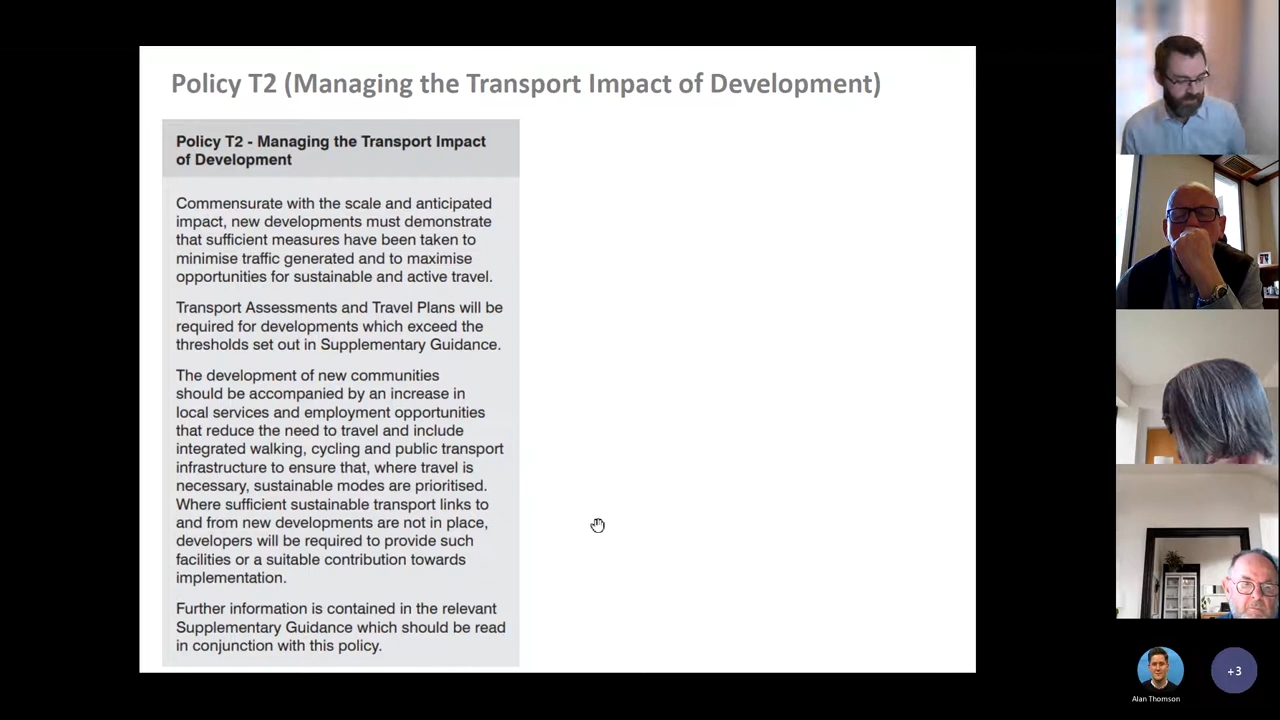 Policy T2 (Managing the Transport Impact of Development)
Policy T2 - Managing the Transport Impact
of Development
Commensurate with the scale and anticipated
impact, new developments must demonstrate
that sufficient measures have been taken to
minimise traffic generated and to maximise
opportunities for sustainable and active travel.
Transport Assessments and Travel Plans will be
required for developments which exceed the
thresholds set out in Supplementary Guidance.
The development of new communities
should be accompanied by an increase in
local services and employment opportunities
that reduce the need to travel and include
integrated walking, cycling and public transport
infrastructure to ensure that, where travel is
necessary, sustainable modes are prioritised.
Where sufficient sustainable transport links to
and from new developments are not in place,
developers will be required to provide such
facilities or a suitable contribution towards
implementation.
Further information is contained in the relevant
Supplementary Guidance which should be read
in conjunction with this policy.
Alan Thomson
+3